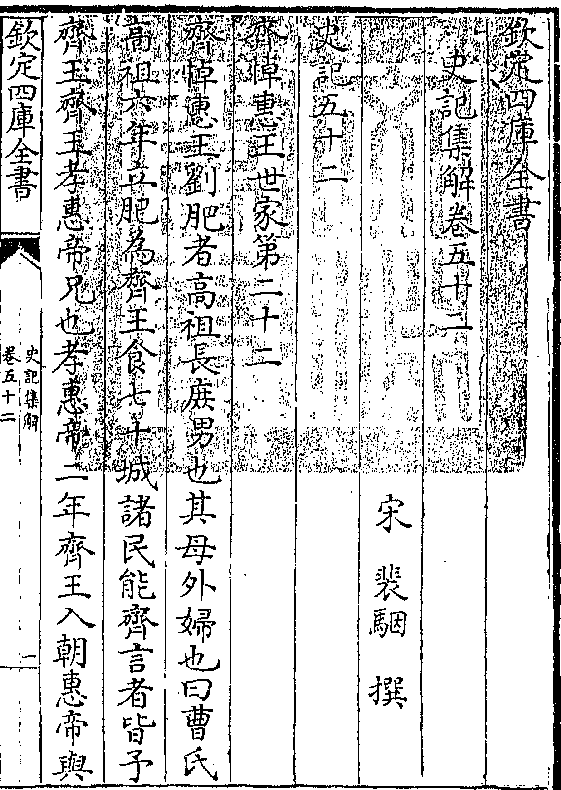 欽定四庫全書
史記集解卷五十二
宋 裴駰 撰
史記五十二
齊悼惠王世家第二十二
齊悼惠王劉肥者高祖長庶男也其母外婦也曰曹氏
高祖六年立肥為齊王食七十城諸民能齊言者皆予
齊王齊王孝惠帝兄也孝惠帝二年齊王入朝惠帝與
欽定四庫全書
史記集解
卷五十二
一